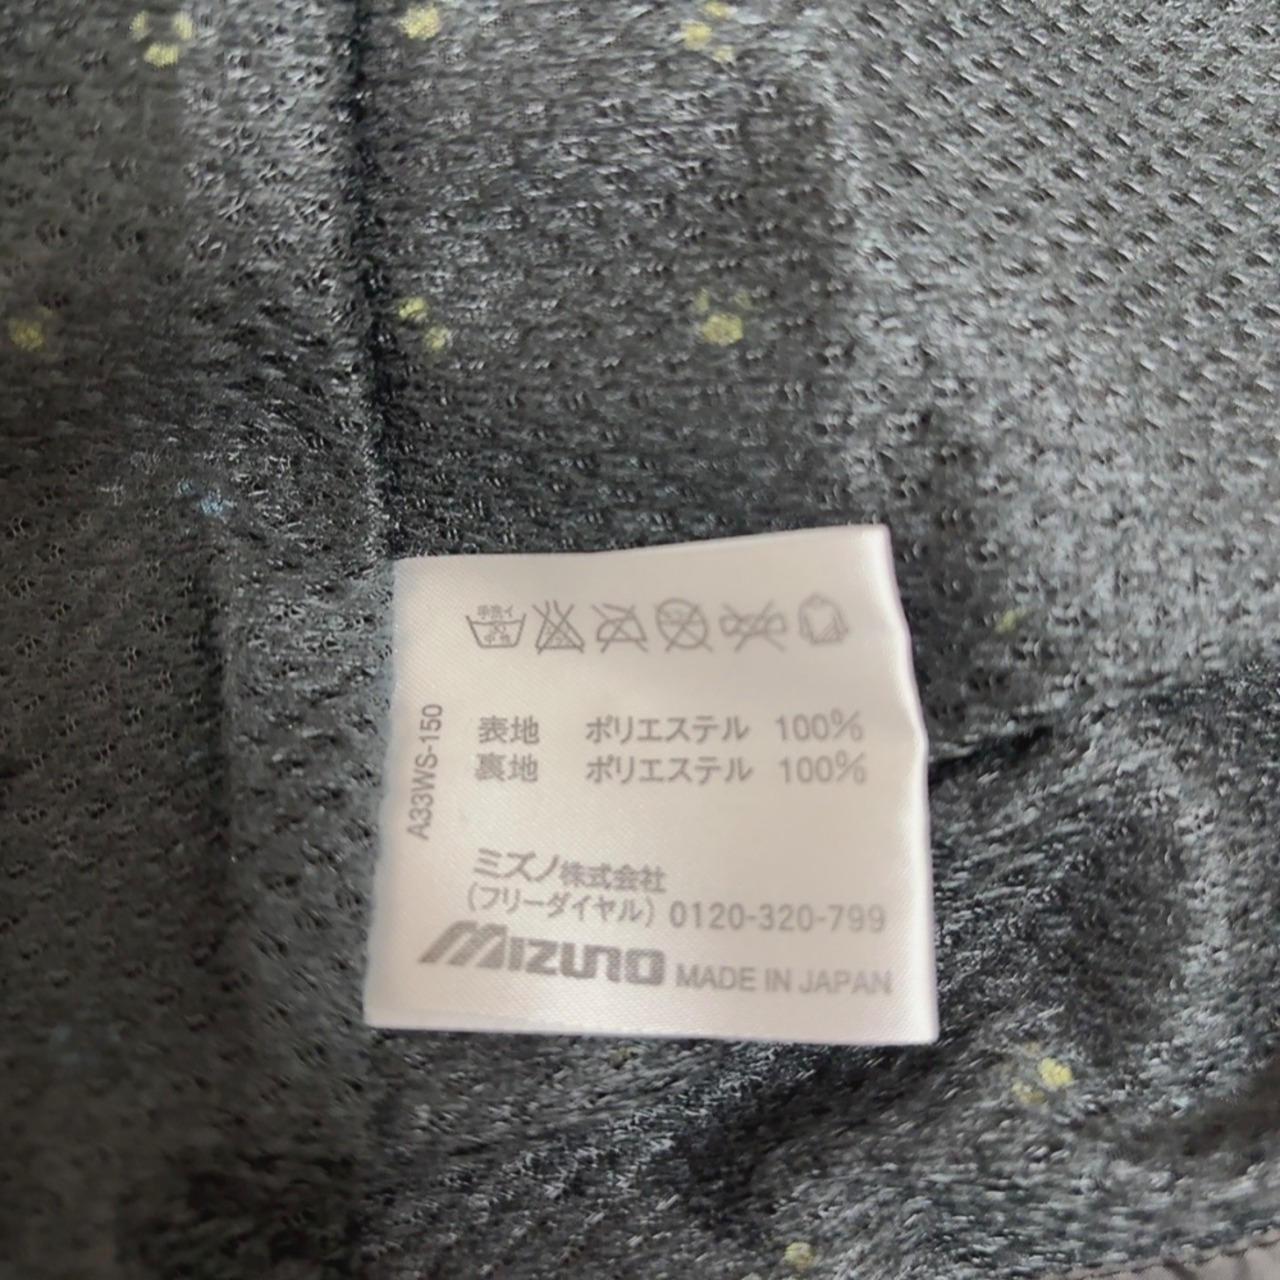 手洗イ
表地 ポリエステル 100%
裏地 ポリエステル 100%
A33WS-150
ミズノ株式会社
(フリーダイヤル) 0120-320-799
MIZUNO MADE IN JAPAN